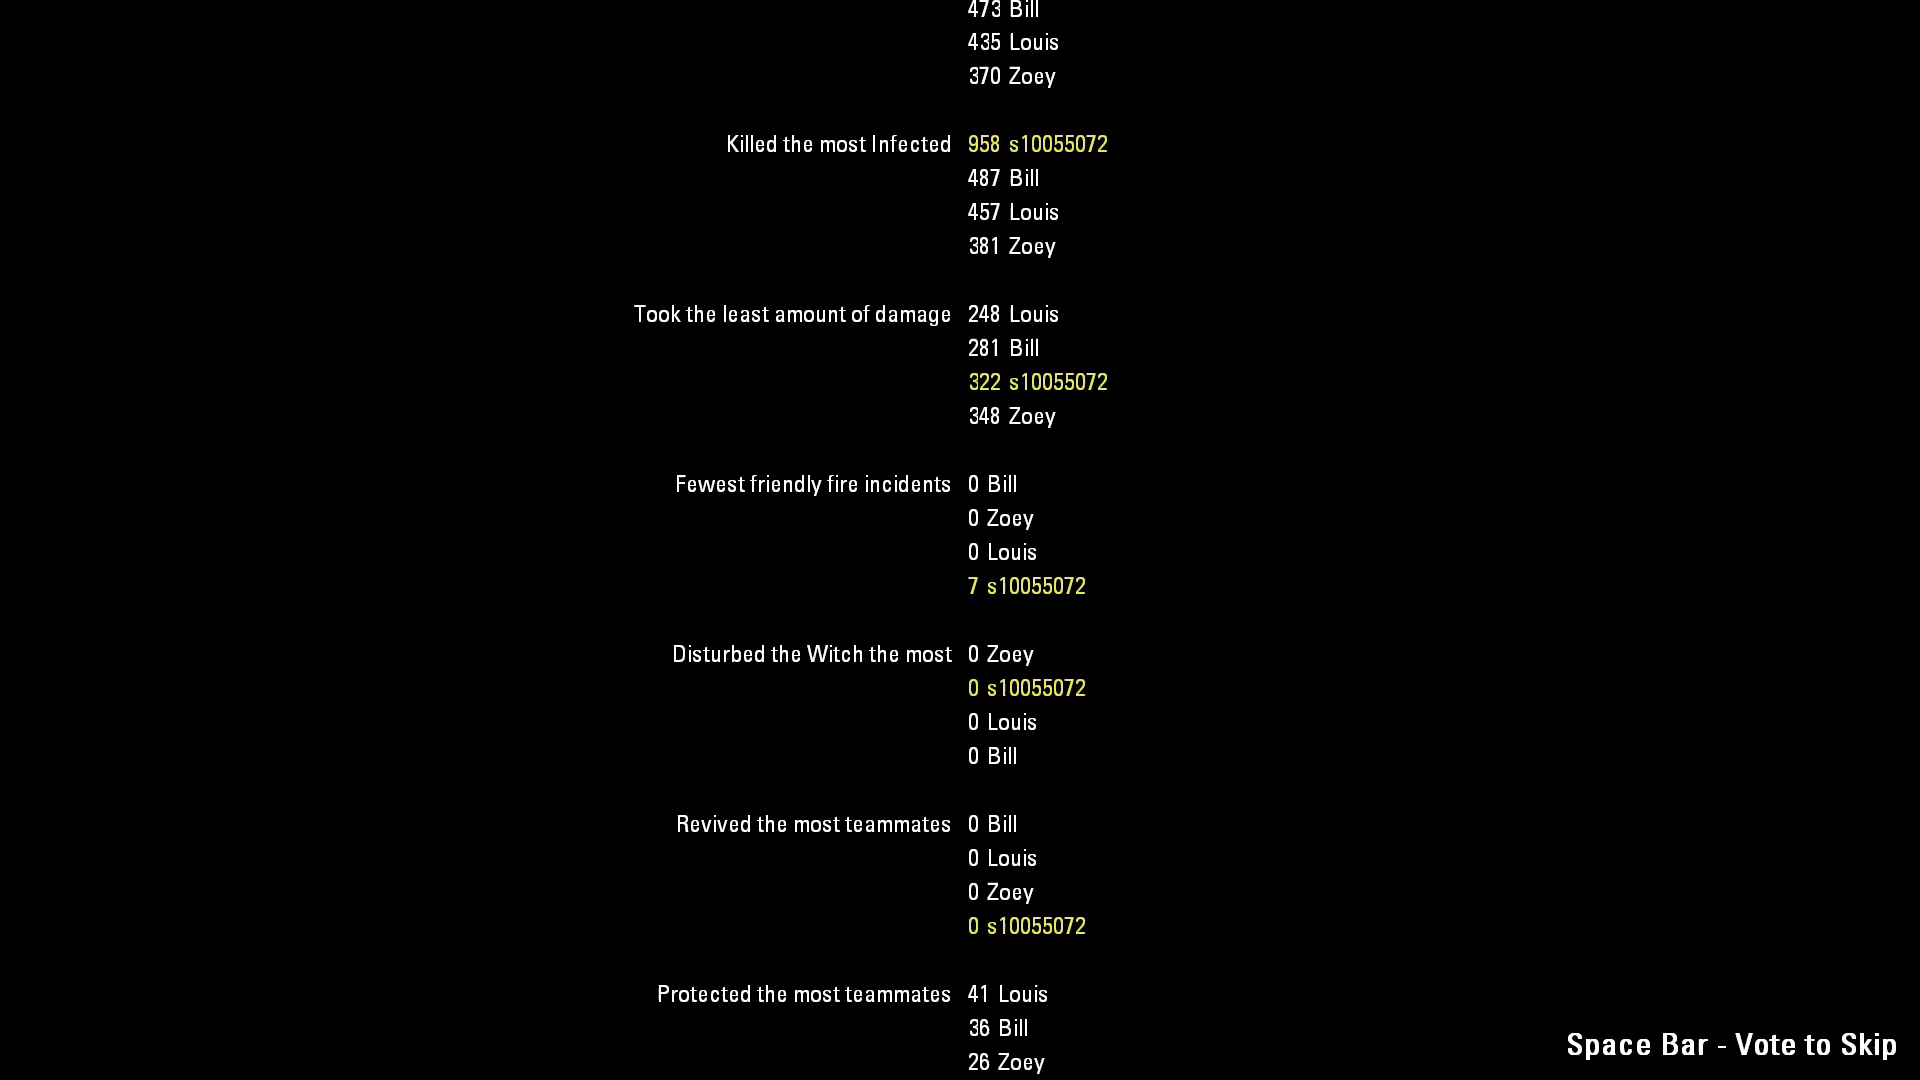 473 Bill
435 Louis
370 Zoey
Killed the most Infected 958 s10055072
487 Bill
457 Louis
381 Zoey
Took the least amount of damage 248 Louis
281 Bill
322 s10055072
348 Zoey
Fewest friendly fire incidents 0 Bill
0 Zoey
0 Louis
7 s10055072
Disturbed the Witch the most 0 Zoey
0 s10055072
0 Louis
0 Bill
Revived the most teammates 0 Bill
0 Louis
0 Zoey
0 s10055072
Protected the most teammates 41 Louis
36 Bill
26 Zoey
Space Bar - Vote to Skip